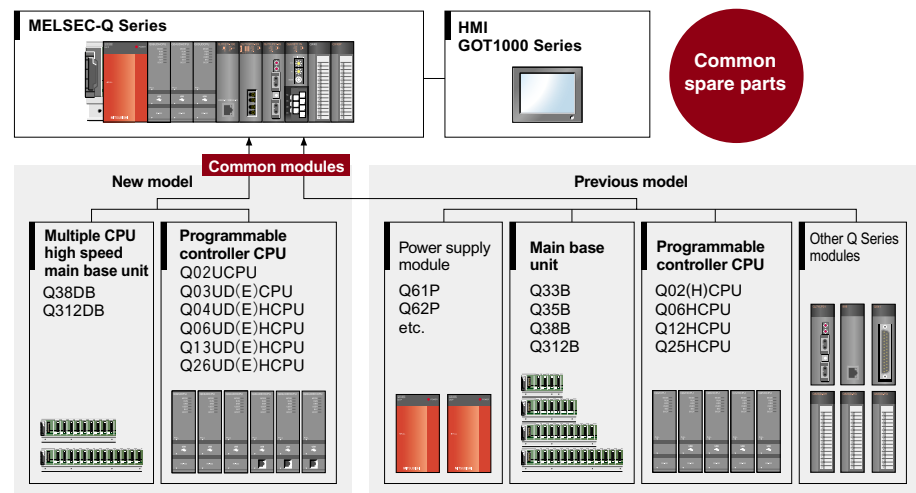 MELSEC-Q Series
HMI
GOT1000 Series
Common
spare parts
Common modules
New model
Previous model
Multiple CPU
high speed
main base unit
Q38DB
Q312DB
Programmable
controller CPU
Q02UCPU
Q03UD(E)CPU
Q04UD(E)HCPU
Q06UD(E)HCPU
Q13UD(E)HCPU
Q26UD(E)HCPU
Power supply
module
Q61P
Q62P
etc.
Main base
unit
Q33B
Q35B
Q38B
Q312B
Programmable
controller CPU
Q02(H)CPU
Q06HCPU
Q12HCPU
Q25HCPU
Other Q Series
modules